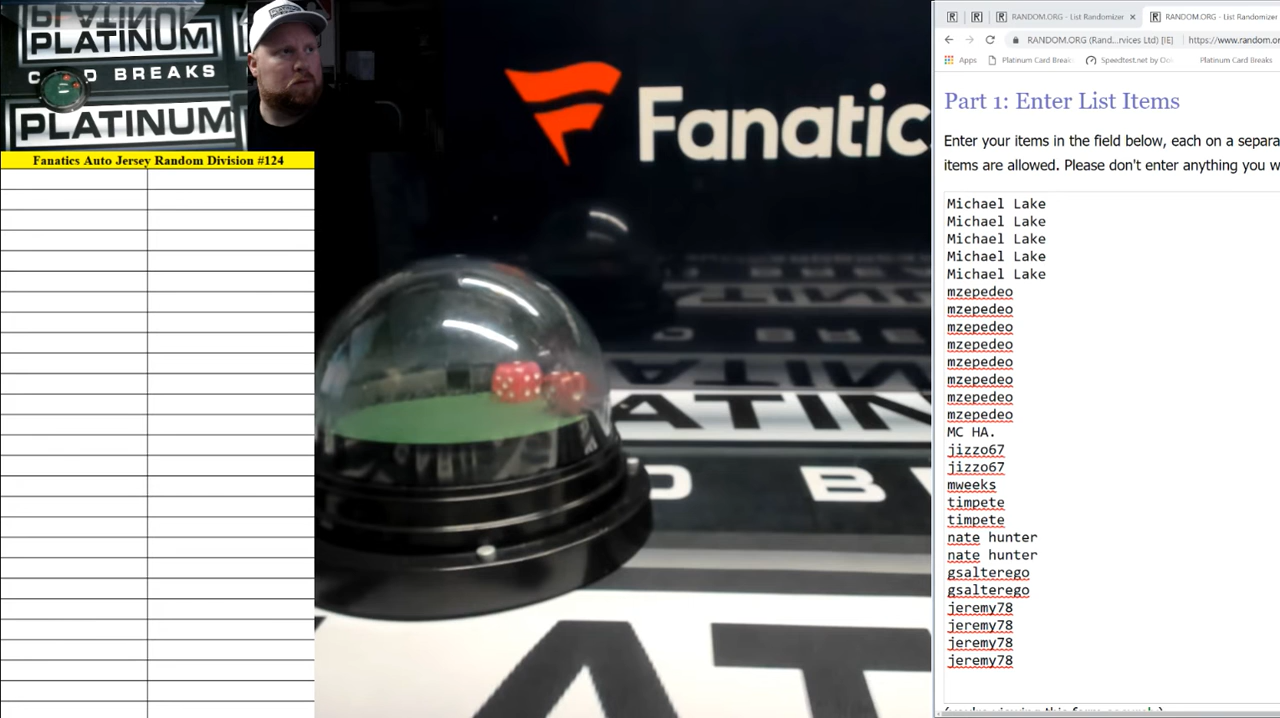 PLATINUM
PLATINUM
CARD BREAKS
PLATINUM
Fanatics Auto Jersey Random Division #124
Fanatic
RANDOM.ORG - List Randomizer
RANDOM.ORG - List Randomizer
RANDOM.ORG (Rand...rvices Ltd) [IE]
https://www.random.
Apps
Platinum Card Break
Speedtest.net by Oo
Platinum Card Breaks
Part 1: Enter List Items
Enter your items in the field below, each on a separa
items are allowed. Please don't enter anything you w
Michael Lake
Michael Lake
Michael Lake
Michael Lake
Michael Lake
mzepedeo
mzepedeo
mzepedeo
mzepedeo
mzepedeo
mzepedeo
mzepedeo
mzepedeo
MC HA.
jizzo67
jizzo67
mweeks
timpete
timpete
nate hunter
nate hunter
gsalterego
gsalterego
jeremy78
jeremy78
jeremy78
jeremy78